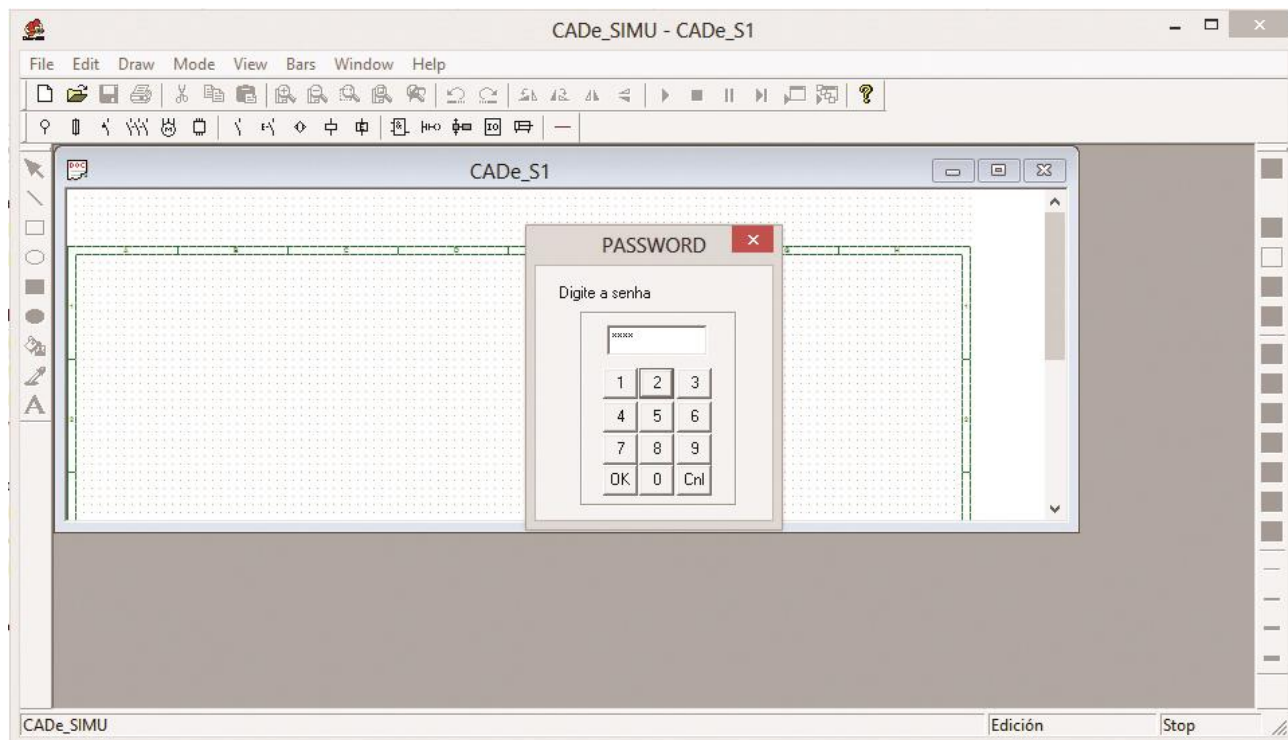 CADe_SIMU - CADe_S1
File Edit Draw Mode View Bars Window Help
CADe_S1
PASSWORD
Digite a senha
xxxx
1 2 3
4 5 6
7 8 9
OK 0 Cnl
CADe_SIMU Edición Stop